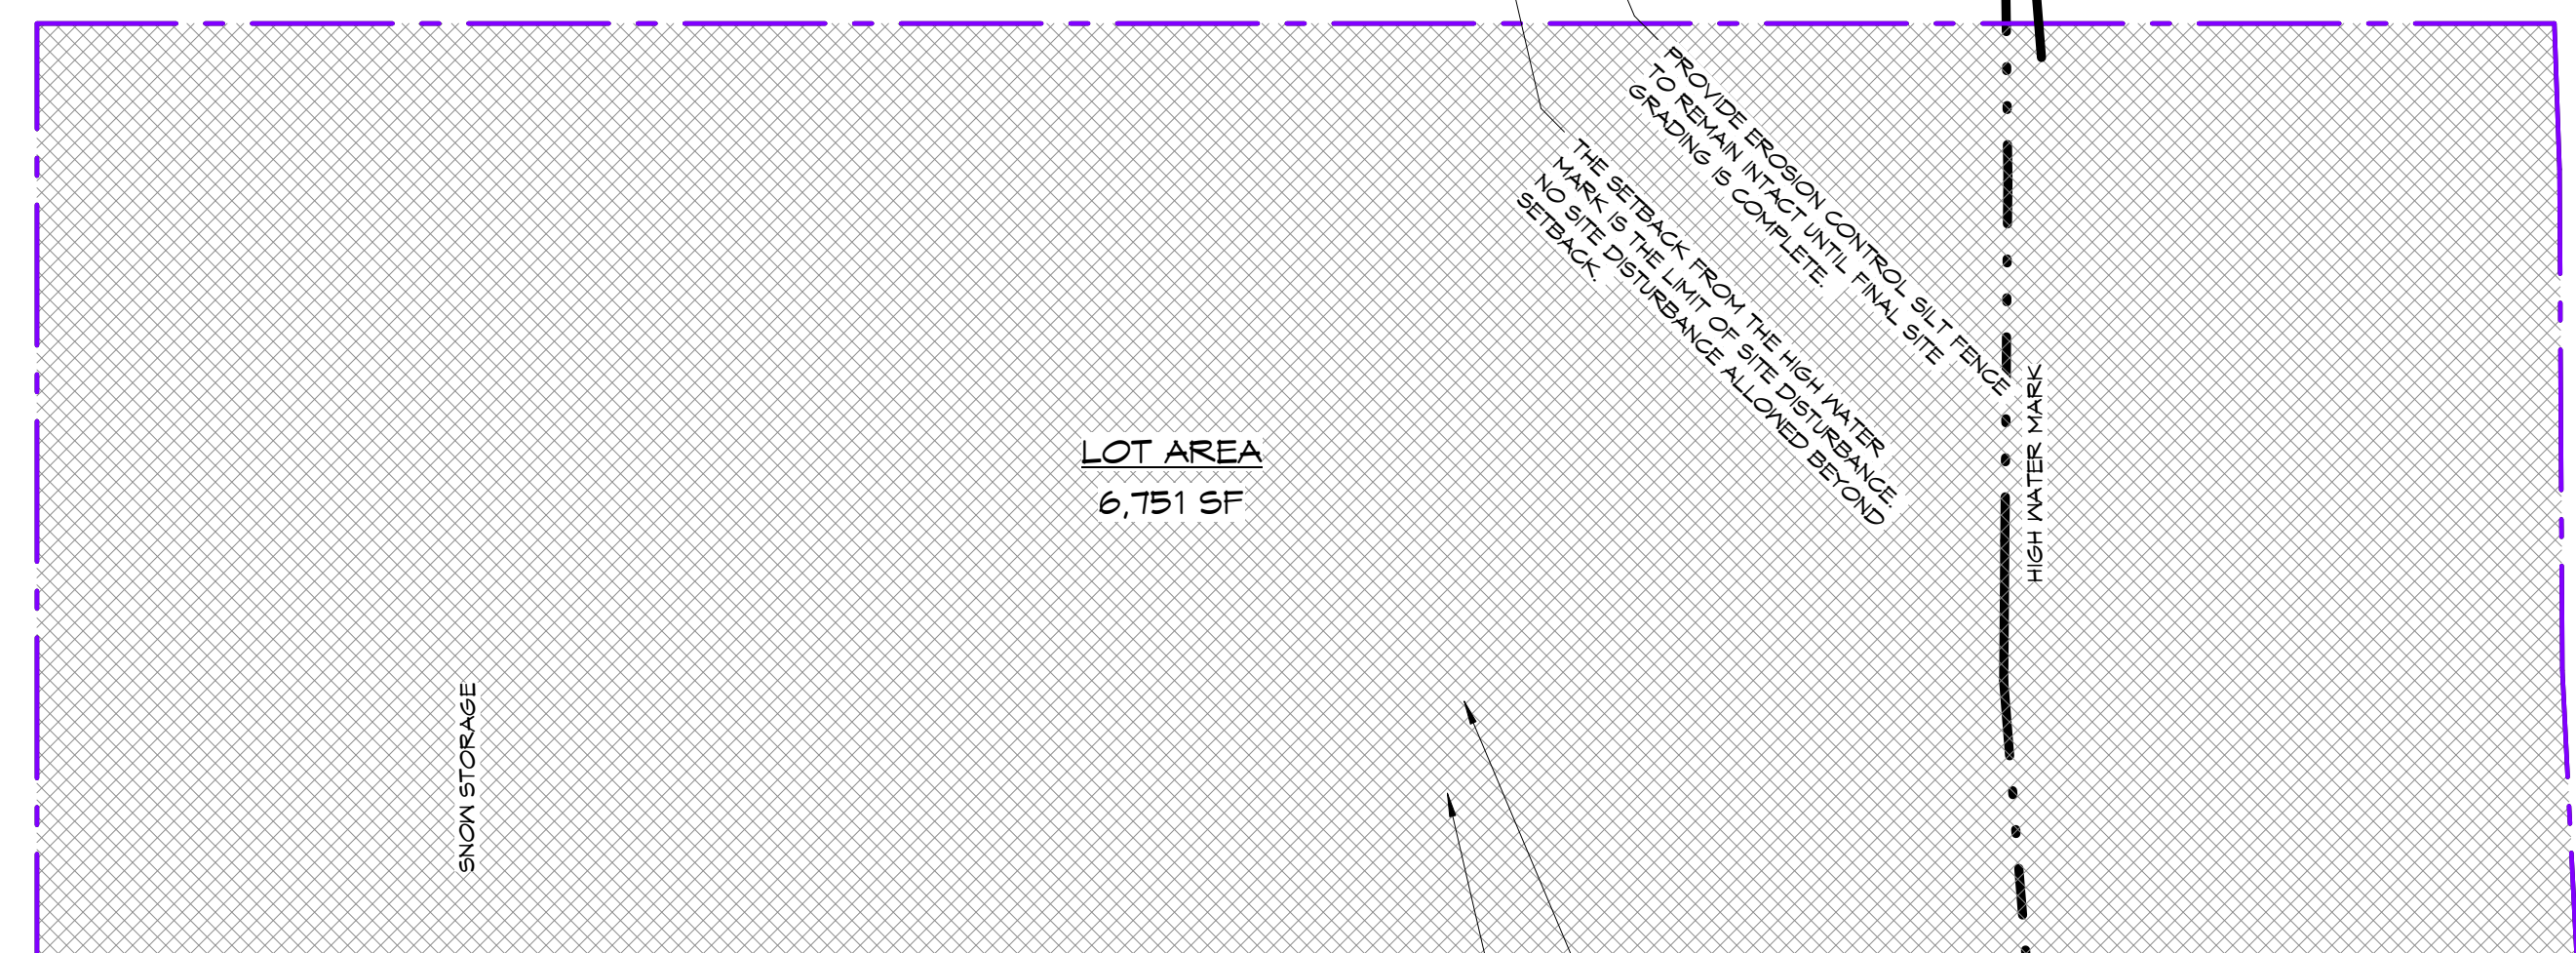 PROVIDE EROSION CONTROL SILT FENCE
TO REMAIN INTACT UNTIL FINAL SITE
GRADING IS COMPLETE.
THE SETBACK FROM THE HIGH WATER
MARK IS THE LIMIT OF SITE DISTURBANCE.
NO SITE DISTURBANCE ALLOWED BEYOND
SETBACK.
LOT AREA
6,751 SF
HIGH WATER MARK
SNOW STORAGE